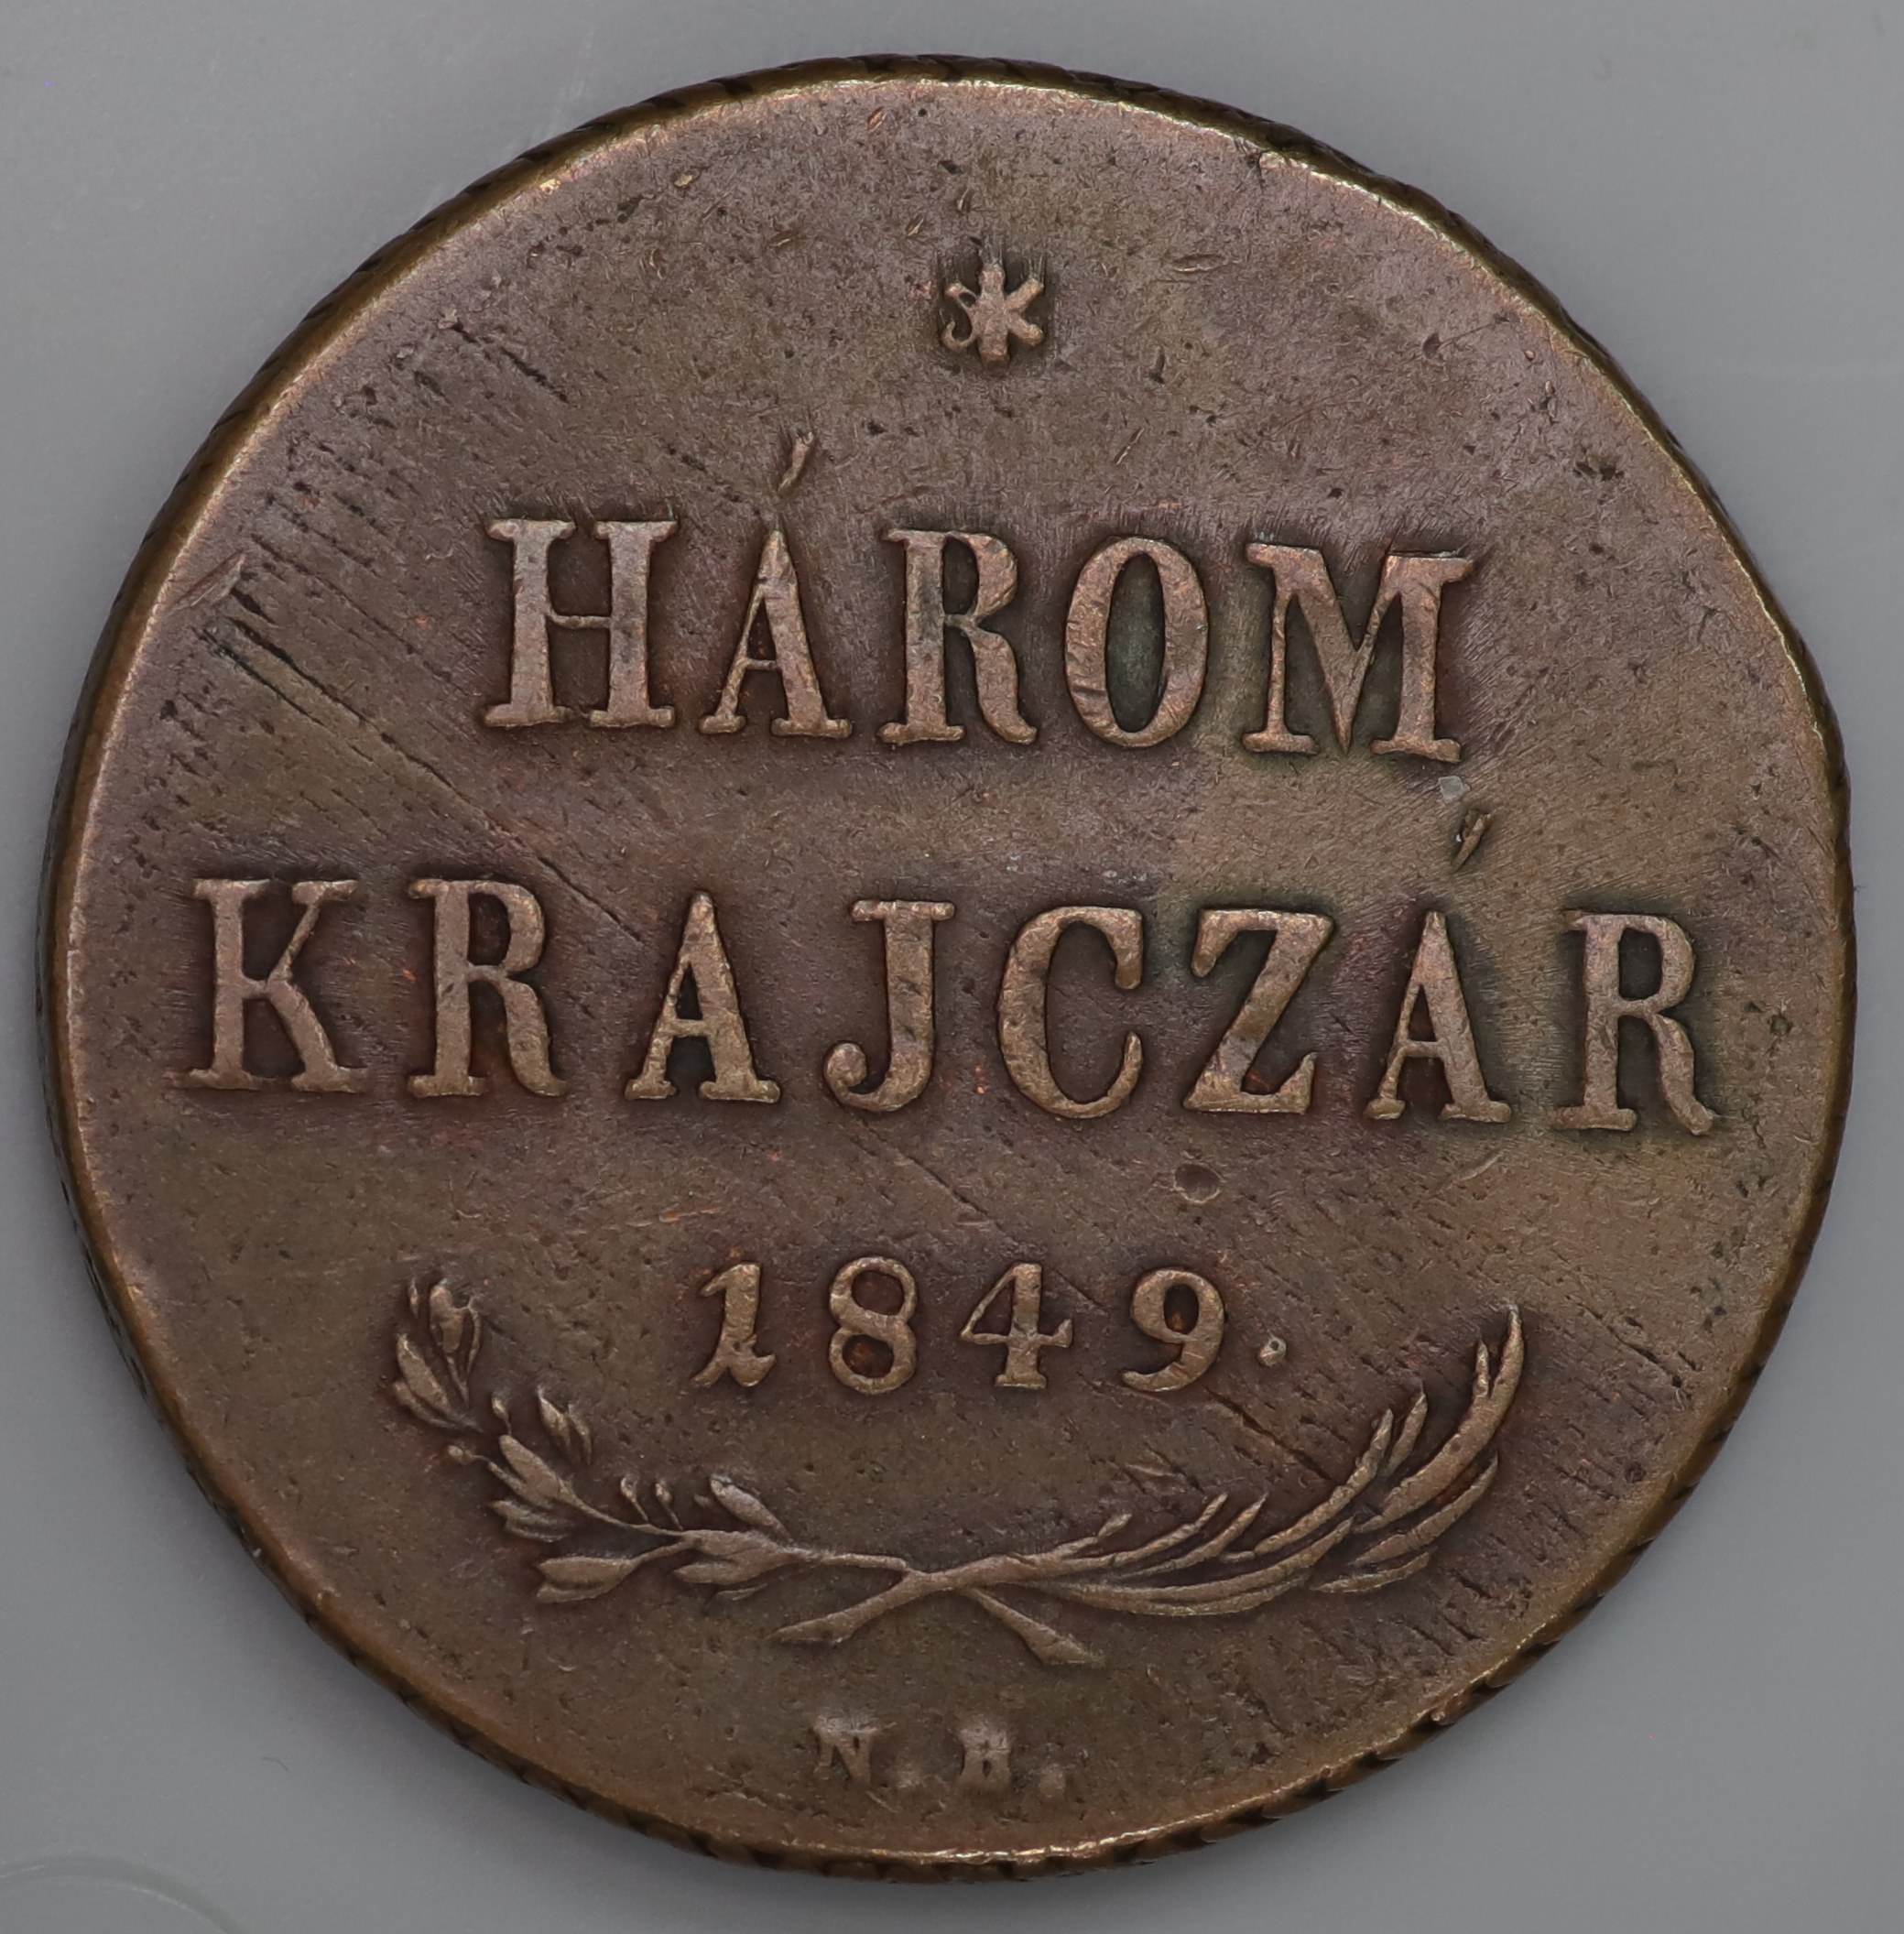 HÁROM
KRAJCZÁR
1849.
N. B.